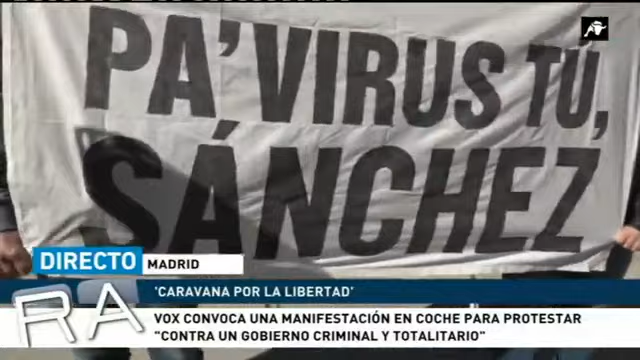 PA'VIRUS TÚ,
SÁNCHEZ
DIRECTO
MADRID
'CARAVANA POR LA LIBERTAD'
RA
VOX CONVOCA UNA MANIFESTACIÓN EN COCHE PARA PROTESTAR
"CONTRA UN GOBIERNO CRIMINAL Y TOTALITARIO"